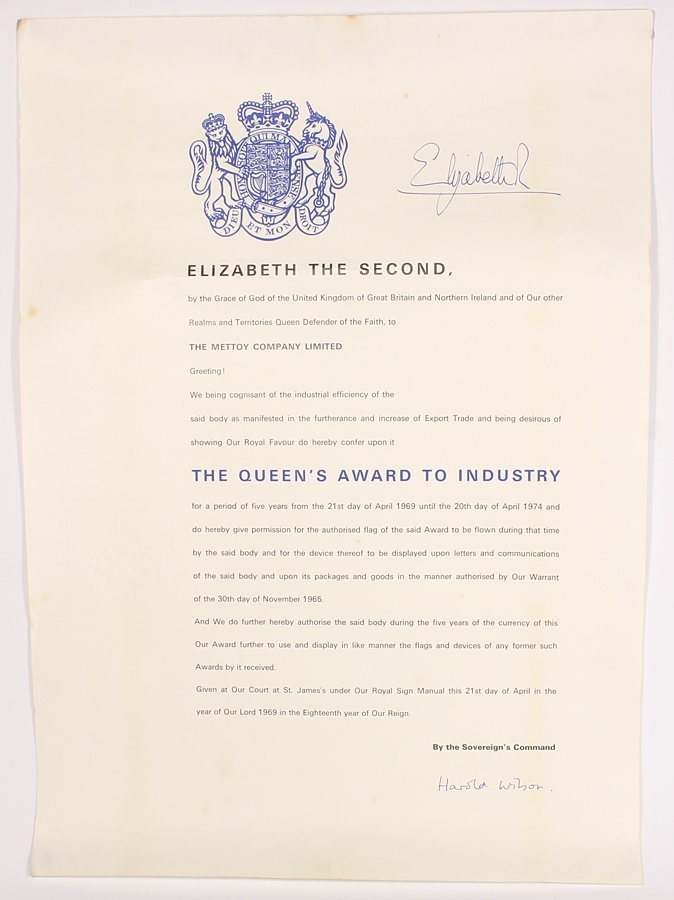 QUI MAL
DIEU ET MON DROIT
Elizabeth R
ELIZABETH THE SECOND,
by the Grace of God of the United Kingdom of Great Britain and Northern Ireland and of Our other
Realms and Territories Queen Defender of the Faith, to
THE METTOY COMPANY LIMITED
Greeting!
We being cognisant of the industrial efficiency of the
said body as manifested in the furtherance and increase of Export Trade and being desirous of
showing Our Royal Favour do hereby confer upon it
THE QUEEN'S AWARD TO INDUSTRY
for a period of five years from the 21st day of April 1969 until the 20th day of April 1974 and
do hereby give permission for the authorised flag of the said Award to be flown during that time
by the said body and for the device thereof to be displayed upon letters and communications
of the said body and upon its packages and goods in the manner authorised by Our Warrant
of the 30th day of November 1965.
And We do further hereby authorise the said body during the five years of the currency of this
Our Award further to use and display in like manner the flags and devices of any former such
Awards by it received.
Given at Our Court at St. James's under Our Royal Sign Manual this 21st day of April in the
year of Our Lord 1969 in the Eighteenth year of Our Reign.
By the Sovereign's Command
Harold Wilson.